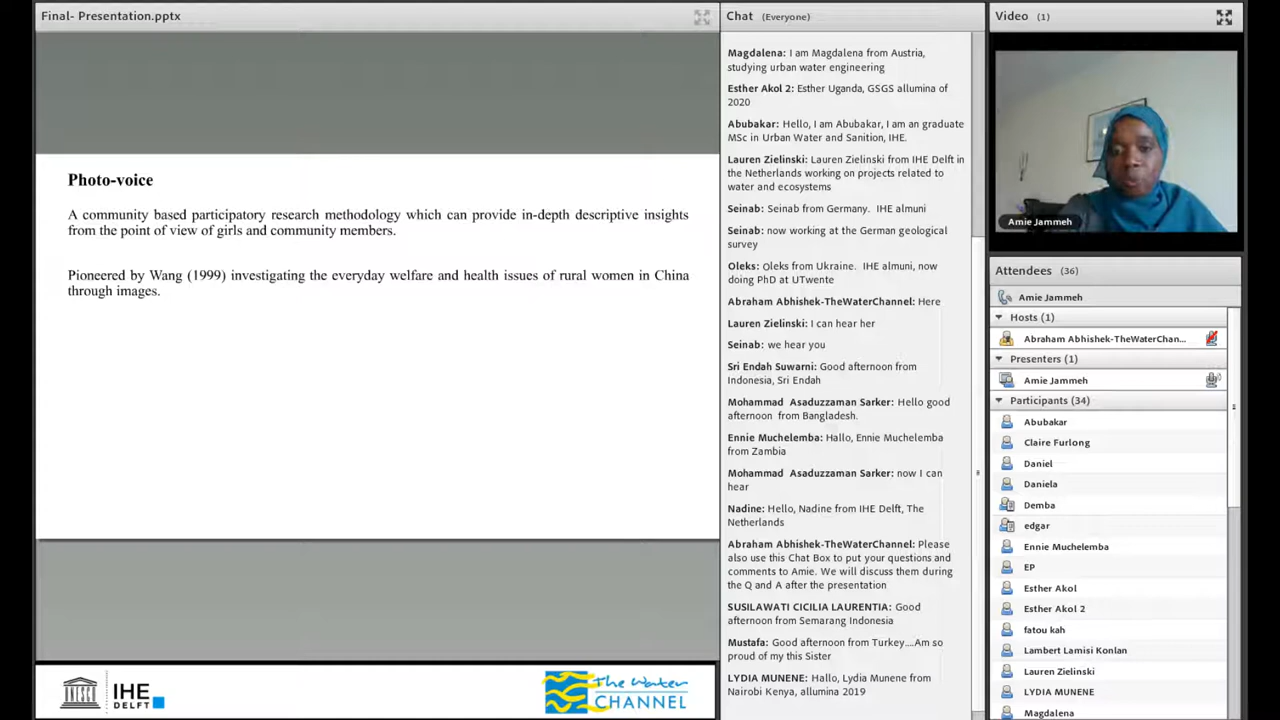 Final- Presentation.pptx
Photo-voice
A community based participatory research methodology which can provide in-depth descriptive insights
from the point of view of girls and community members.
Pioneered by Wang (1999) investigating the everyday welfare and health issues of rural women in China
through images.
UNESCO
IHE
DELFT
The Water
CHANNEL
Chat (Everyone)
Magdalena: I am Magdalena from Austria,
studying urban water engineering
Esther Akol 2: Esther Uganda, GSGS allumina of
2020
Abubakar: Hello, I am Abubakar, I am an graduate
MSc in Urban Water and Sanition, IHE.
Lauren Zielinski: Lauren Zielinski from IHE Delft in
the Netherlands working on projects related to
water and ecosystems
Seinab: Seinab from Germany. IHE almuni
Seinab: now working at the German geological
survey
Oleks: Oleks from Ukraine. IHE almuni, now
doing PhD at UTwente
Abraham Abhishek-TheWaterChannel: Here
Lauren Zielinski: I can hear her
Seinab: we hear you
Sri Endah Suwarni: Good afternoon from
Indonesia, Sri Endah
Mohammad Asaduzzaman Sarker: Hello good
afternoon from Bangladesh.
Ennie Muchelemba: Hallo, Ennie Muchelemba
from Zambia
Mohammad Asaduzzaman Sarker: now I can
hear
Nadine: Hello, Nadine from IHE Delft, The
Netherlands
Abraham Abhishek-TheWaterChannel: Please
also use this Chat Box to put your questions and
comments to Amie. We will discuss them during
the Q and A after the presentation
SUSILAWATI CICILIA LAURENTIA: Good
afternoon from Semarang Indonesia
Mustafa: Good afternoon from Turkey....Am so
proud of my this Sister
LYDIA MUNENE: Hallo, Lydia Munene from
Nairobi Kenya, allumina 2019
Video (1)
Amie Jammeh
Attendees (36)
Amie Jammeh
Hosts (1)
Abraham Abhishek-TheWaterChan...
Presenters (1)
Amie Jammeh
Participants (34)
Abubakar
Claire Furlong
Daniel
Daniela
Demba
edgar
Ennie Muchelemba
EP
Esther Akol
Esther Akol 2
fatou kah
Lambert Lamisi Konlan
Lauren Zielinski
LYDIA MUNENE
Magdalena